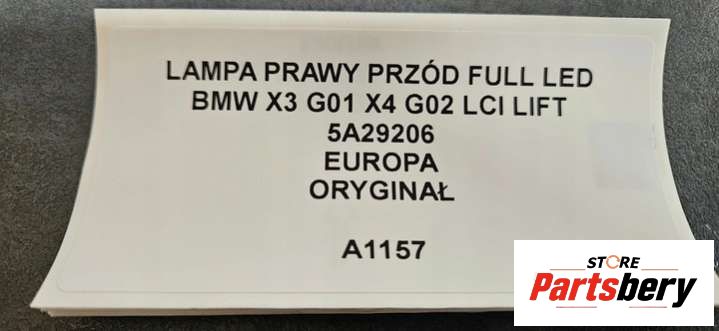 LAMPA PRAWY PRZÓD FULL LED
BMW X3 G01 X4 G02 LCI LIFT
5A29206
EUROPA
ORYGINAŁ
A1157
STORE
Partsbery